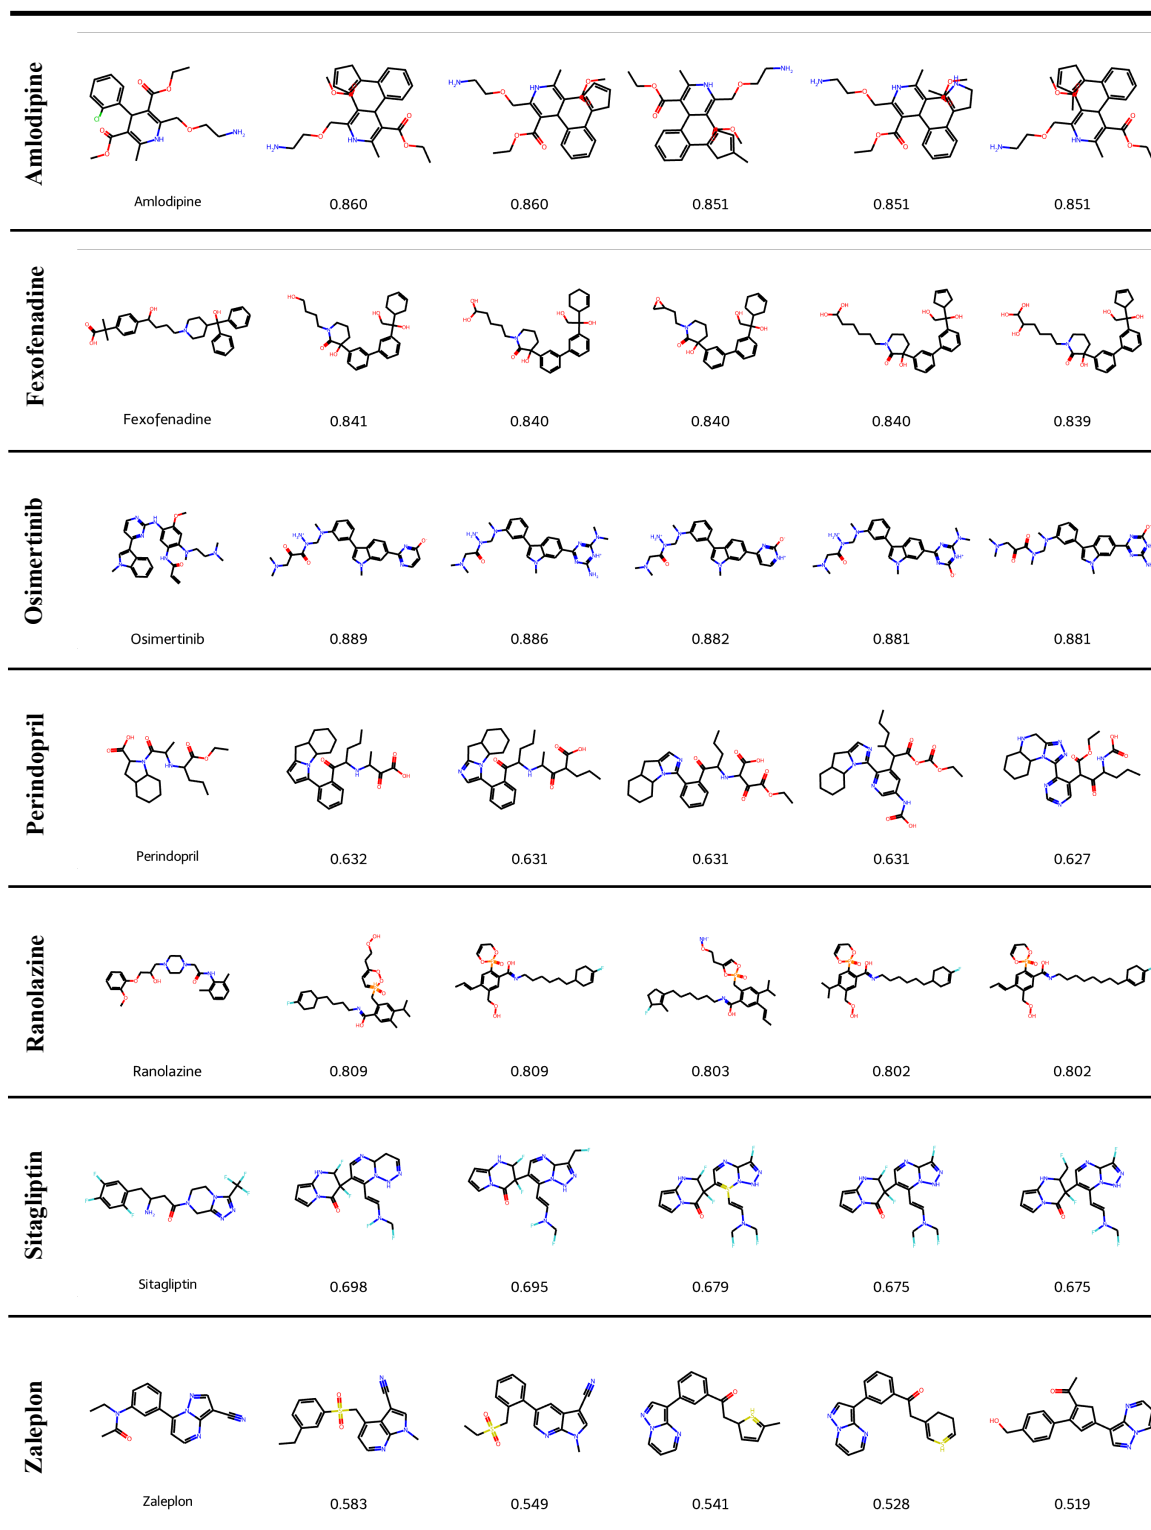 Amlodipine
Amlodipine 0.860 0.860 0.851 0.851 0.851
Fexofenadine
Fexofenadine 0.841 0.840 0.840 0.840 0.839
Osimertinib
Osimertinib 0.889 0.886 0.882 0.881 0.881
Perindopril
Perindopril 0.632 0.631 0.631 0.631 0.627
Ranolazine
Ranolazine 0.809 0.809 0.803 0.802 0.802
Sitagliptin
Sitagliptin 0.698 0.695 0.679 0.675 0.675
Zaleplon
Zaleplon 0.583 0.549 0.541 0.528 0.519